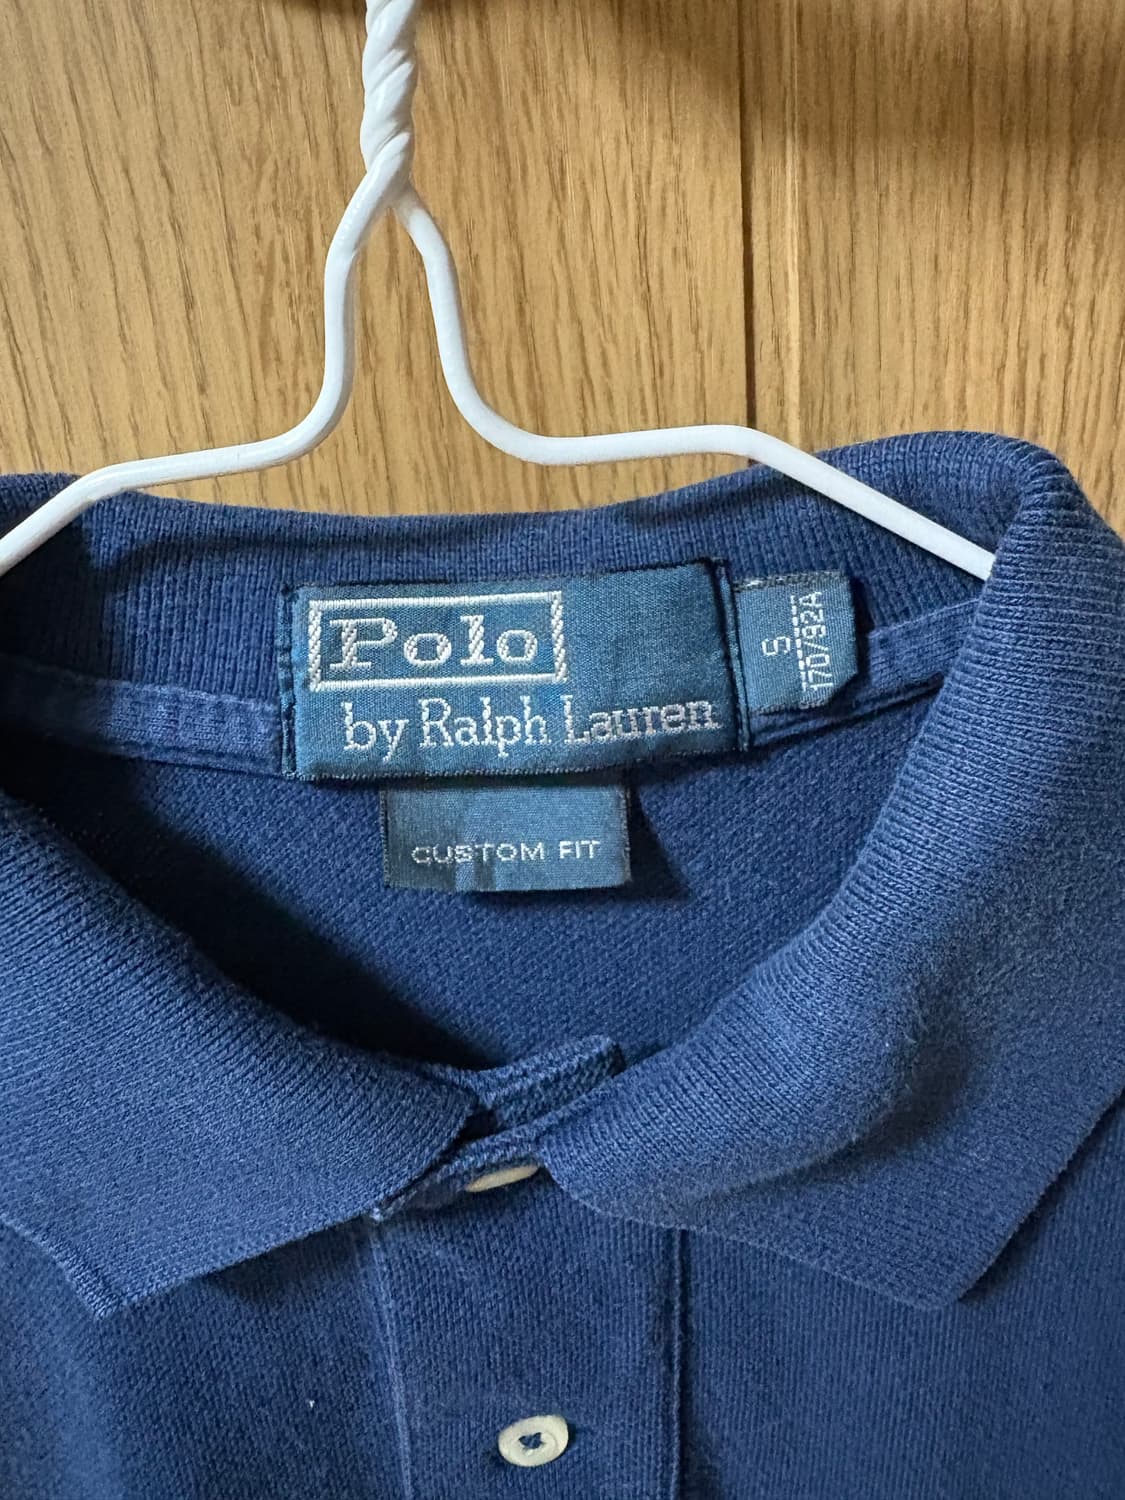 Polo
by Ralph Lauren
S
170/92A
CUSTOM FIT